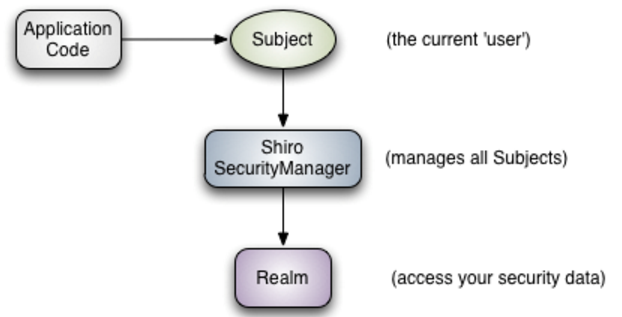 Application
Code
Subject
(the current 'user')
Shiro
SecurityManager
(manages all Subjects)
Realm
(access your security data)